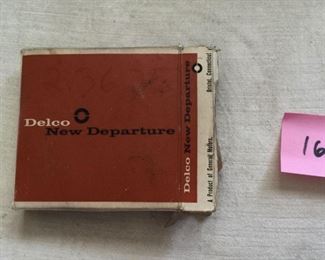 Delco
New Departure
Delco New Departure
A Product of General Motors,
Bristol, Connecticut
16